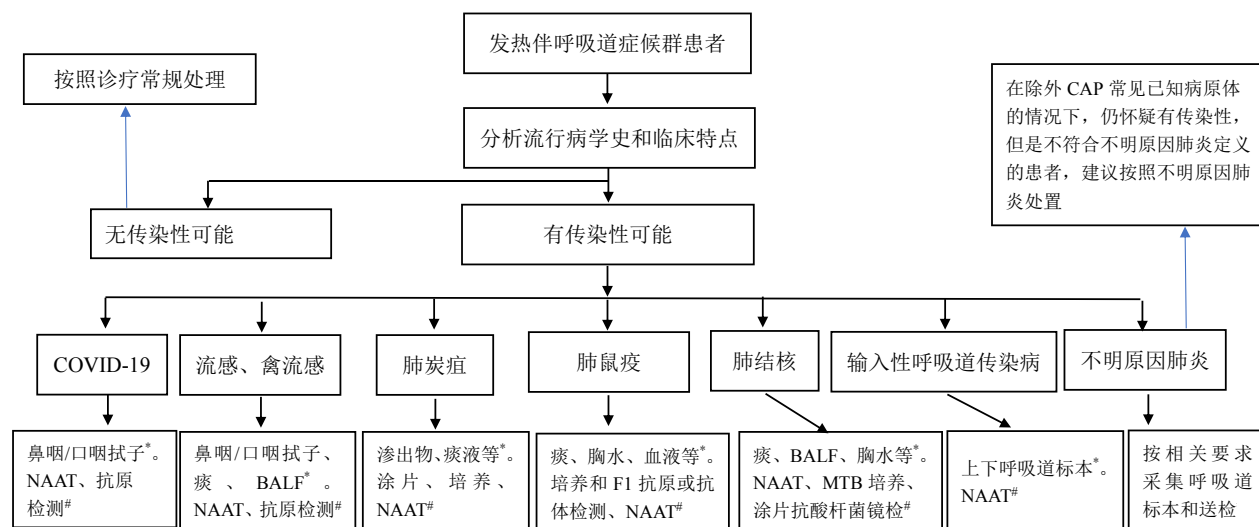 发热伴呼吸道症候群患者
按照诊疗常规处理
在除外 CAP 常见已知病原体
的情况下，仍怀疑有传染性，
但是不符合不明原因肺炎定义
的患者，建议按照不明原因肺
炎处置
分析流行病学史和临床特点
无传染性可能
有传染性可能
COVID-19
流感、禽流感
肺炭疽
肺鼠疫
肺结核
输入性呼吸道传染病
不明原因肺炎
鼻咽/口咽拭子*。
NAAT、抗原
检测#
鼻咽/口咽拭子、
痰、BALF*。
NAAT、抗原检测#
渗出物、痰液等*。
涂片、培养、
NAAT#
痰、胸水、血液等*。
培养和 F1 抗原或抗
体检测、NAAT#
痰、BALF、胸水等*。
NAAT、MTB 培养、
涂片抗酸杆菌镜检#
上下呼吸道标本*。
NAAT#
按相关要求
采集呼吸道
标本和送检